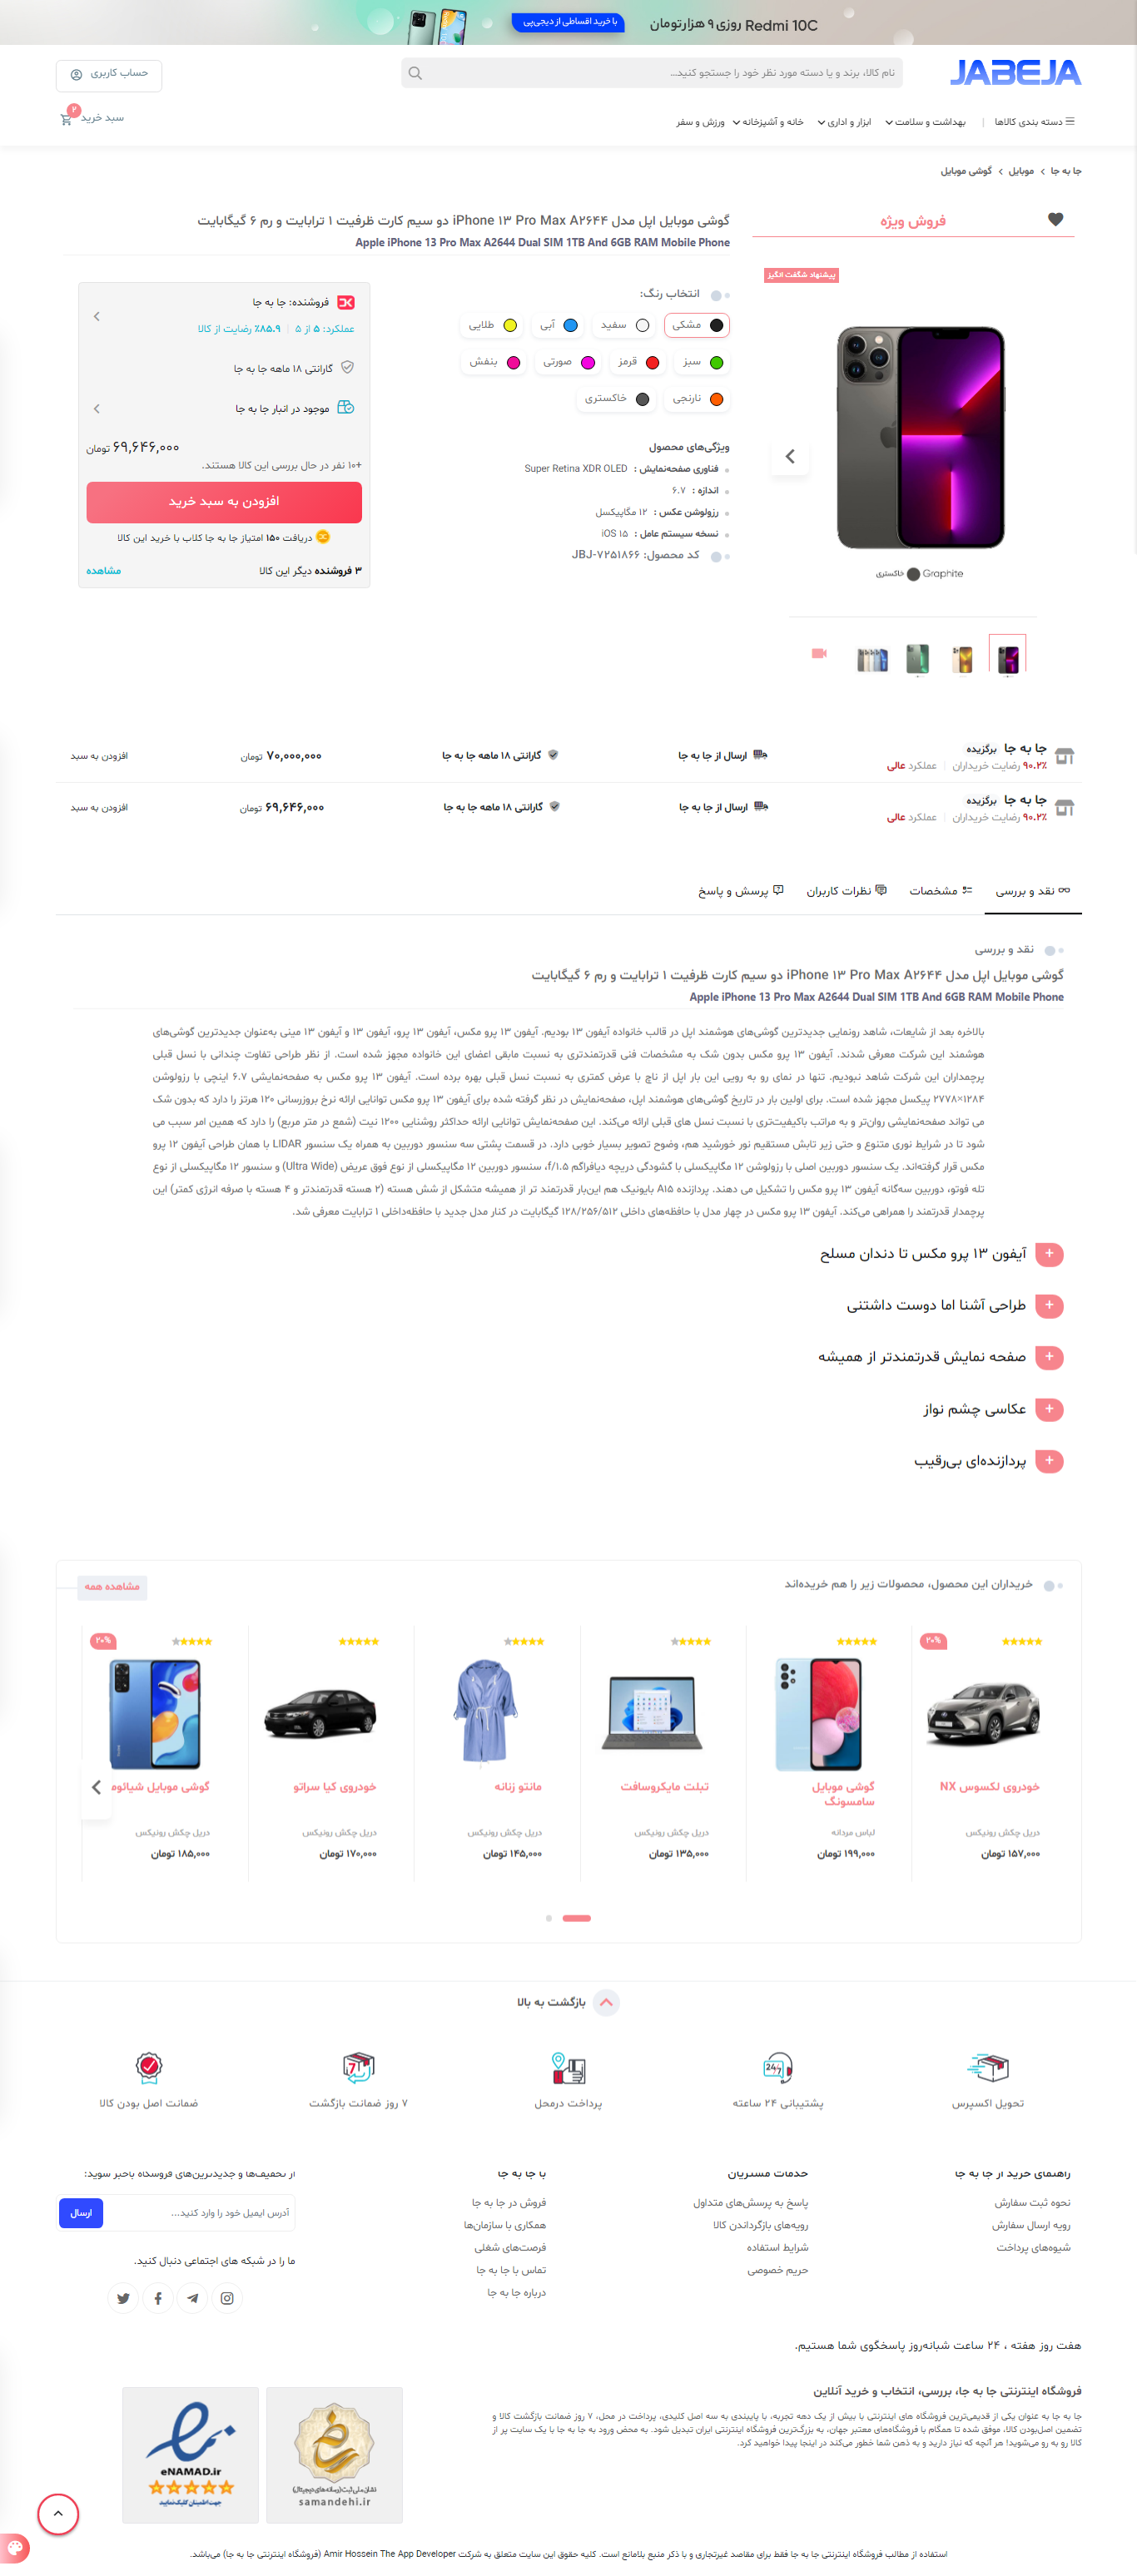 Redmi 10C روزی ۹ هزارتومان
با خرید اقساطی از دیجی‌پی
JABEJA
نام کالا، برند و یا دسته مورد نظر خود را جستجو کنید...
حساب کاربری
دسته بندی کالاها | بهداشت و سلامت ابزار و اداری خانه و آشپزخانه ورزش و سفر
سبد خرید ۲
جا به جا › موبایل › گوشی موبایل
فروش ویژه
پیشنهاد شگفت انگیز
Graphite خاکستری
گوشی موبایل اپل مدل iPhone ۱۳ Pro Max A۲۶۴۴ دو سیم کارت ظرفیت ۱ ترابایت و رم ۶ گیگابایت
Apple iPhone 13 Pro Max A2644 Dual SIM 1TB And 6GB RAM Mobile Phone
انتخاب رنگ:
مشکی سفید آبی طلایی
سبز قرمز صورتی بنفش
نارنجی خاکستری
ویژگی‌های محصول
فناوری صفحه‌نمایش : Super Retina XDR OLED
اندازه : ۶.۷
رزولوشن عکس : ۱۲ مگاپیکسل
نسخه سیستم عامل : iOS ۱۵
کد محصول: JBJ-۷۲۵۱۸۶۶
فروشنده: جا به جا
عملکرد: ۵ از ۵ | ۸۵.۹٪ رضایت از کالا
گارانتی ۱۸ ماهه جا به جا
موجود در انبار جا به جا
۶۹,۶۴۶,۰۰۰ تومان
+۱۰ نفر در حال بررسی این کالا هستند.
افزودن به سبد خرید
دریافت ۱۵۰ امتیاز جا به جا کلاب با خرید این کالا
۳ فروشنده دیگر این کالا مشاهده
جا به جا برگزیده
۹۰.۲٪ رضایت خریداران | عملکرد عالی
ارسال از جا به جا
گارانتی ۱۸ ماهه جا به جا
۷۰,۰۰۰,۰۰۰ تومان
افزودن به سبد
جا به جا برگزیده
۹۰.۲٪ رضایت خریداران | عملکرد عالی
ارسال از جا به جا
گارانتی ۱۸ ماهه جا به جا
۶۹,۶۴۶,۰۰۰ تومان
افزودن به سبد
نقد و بررسی مشخصات نظرات کاربران پرسش و پاسخ
نقد و بررسی
گوشی موبایل اپل مدل iPhone ۱۳ Pro Max A۲۶۴۴ دو سیم کارت ظرفیت ۱ ترابایت و رم ۶ گیگابایت
Apple iPhone 13 Pro Max A2644 Dual SIM 1TB And 6GB RAM Mobile Phone
بالاخره بعد از شایعات، شاهد رونمایی جدیدترین گوشی‌های هوشمند اپل در قالب خانواده آیفون ۱۳ بودیم. آیفون ۱۳ پرو مکس، آیفون ۱۳ پرو، آیفون ۱۳ و آیفون ۱۳ مینی به‌عنوان جدیدترین گوشی‌های
هوشمند این شرکت معرفی شدند. آیفون ۱۳ پرو مکس بدون شک به مشخصات فنی قدرتمندتری به نسبت مابقی اعضای این خانواده مجهز شده است. از نظر طراحی تفاوت چندانی با نسل قبلی
پرچمداران این شرکت شاهد نبودیم. تنها در نمای رو به رویی این بار اپل از ناچ با عرض کمتری به نسبت نسل قبلی بهره برده است. آیفون ۱۳ پرو مکس به صفحه‌نمایشی ۶.۷ اینچی با رزولوشن
۱۲۸۴×۲۷۷۸ پیکسل مجهز شده است. برای اولین بار در تاریخ گوشی‌های هوشمند اپل، صفحه‌نمایش در نظر گرفته شده برای آیفون ۱۳ پرو مکس توانایی ارائه نرخ بروزرسانی ۱۲۰ هرتز را دارد که بدون شک
می تواند صفحه‌نمایشی روان‌تر و به مراتب باکیفیت‌تری با نسبت نسل های قبلی ارائه می‌کند. این صفحه‌نمایش توانایی ارائه حداکثر روشنایی ۱۲۰۰ نیت (شمع در متر مربع) را دارد که همین امر سبب می
شود تا در شرایط نوری متنوع و حتی زیر تابش مستقیم نور خورشید هم، وضوح تصویر بسیار خوبی دارد. در قسمت پشتی سه سنسور دوربین به همراه یک سنسور LIDAR با همان طراحی آیفون ۱۲ پرو
مکس قرار گرفته‌اند. یک سنسور دوربین اصلی با رزولوشن ۱۲ مگاپیکسلی با گشودگی دریچه دیافراگم f/۱.۵، سنسور دوربین ۱۲ مگاپیکسلی از نوع فوق عریض (Ultra Wide) و سنسور ۱۲ مگاپیکسلی از نوع
تله فوتو، دوربین سه‌گانه آیفون ۱۳ پرو مکس را تشکیل می دهند. پردازنده A۱۵ بایونیک هم این‌بار قدرتمند تر از همیشه متشکل از شش هسته (۲ هسته قدرتمندتر و ۴ هسته با صرفه انرژی کمتر) این
پرچمدار قدرتمند را همراهی می‌کند. آیفون ۱۳ پرو مکس در چهار مدل با حافظه‌های داخلی ۱۲۸/۲۵۶/۵۱۲ گیگابایت در کنار مدل جدید با حافظه‌داخلی ۱ ترابایت معرفی شد.
آیفون ۱۳ پرو مکس تا دندان مسلح
طراحی آشنا اما دوست داشتنی
صفحه نمایش قدرتمندتر از همیشه
عکاسی چشم نواز
پردازنده‌ای بی‌رقیب
خریداران این محصول، محصولات زیر را هم خریده‌اند
مشاهده همه
۲۰%
خودروی لکسوس NX
دریل چکش رونیکس
۱۵۷,۰۰۰ تومان
گوشی موبایل سامسونگ
لباس مردانه
۱۹۹,۰۰۰ تومان
تبلت مایکروسافت
دریل چکش رونیکس
۱۳۵,۰۰۰ تومان
مانتو زنانه
دریل چکش رونیکس
۱۴۵,۰۰۰ تومان
خودروی کیا سراتو
دریل چکش رونیکس
۱۷۰,۰۰۰ تومان
۲۰%
گوشی موبایل شیائوم
دریل چکش رونیکس
۱۸۵,۰۰۰ تومان
بازگشت به بالا
تحویل اکسپرس
پشتیبانی ۲۴ ساعته
پرداخت درمحل
۷ روز ضمانت بازگشت
ضمانت اصل بودن کالا
راهنمای خرید از جا به جا
نحوه ثبت سفارش
رویه ارسال سفارش
شیوه‌های پرداخت
خدمات مشتریان
پاسخ به پرسش‌های متداول
رویه‌های بازگرداندن کالا
شرایط استفاده
حریم خصوصی
با جا به جا
فروش در جا به جا
همکاری با سازمان‌ها
فرصت‌های شغلی
تماس با جا به جا
درباره جا به جا
از تخفیف‌ها و جدیدترین‌های فروشگاه باخبر شوید:
آدرس ایمیل خود را وارد کنید...
ارسال
ما را در شبکه های اجتماعی دنبال کنید.
هفت روز هفته ، ۲۴ ساعت شبانه‌روز پاسخگوی شما هستیم.
فروشگاه اینترنتی جا به جا، بررسی، انتخاب و خرید آنلاین
جا به جا به عنوان یکی از قدیمی‌ترین فروشگاه های اینترنتی با بیش از یک دهه تجربه، با پایبندی به سه اصل کلیدی، پرداخت در محل، ۷ روز ضمانت بازگشت کالا و
تضمین اصل‌بودن کالا، موفق شده تا همگام با فروشگاه‌های معتبر جهان، به بزرگ‌ترین فروشگاه اینترنتی ایران تبدیل شود. به محض ورود به جا به جا با یک سایت پر از
کالا رو به رو می‌شوید! هر آنچه که نیاز دارید و به ذهن شما خطور می‌کند در اینجا پیدا خواهید کرد.
نشان ملی ثبت (رسانه‌های دیجیتال)
samandehi.ir
eNAMAD.ir
جهت اطمینان کلیک نمایید
استفاده از مطالب فروشگاه اینترنتی جا به جا فقط برای مقاصد غیرتجاری و با ذکر منبع بلامانع است. کلیه حقوق این سایت متعلق به شرکت Amir Hossein The App Developer (فروشگاه اینترنتی جا به جا) می‌باشد.